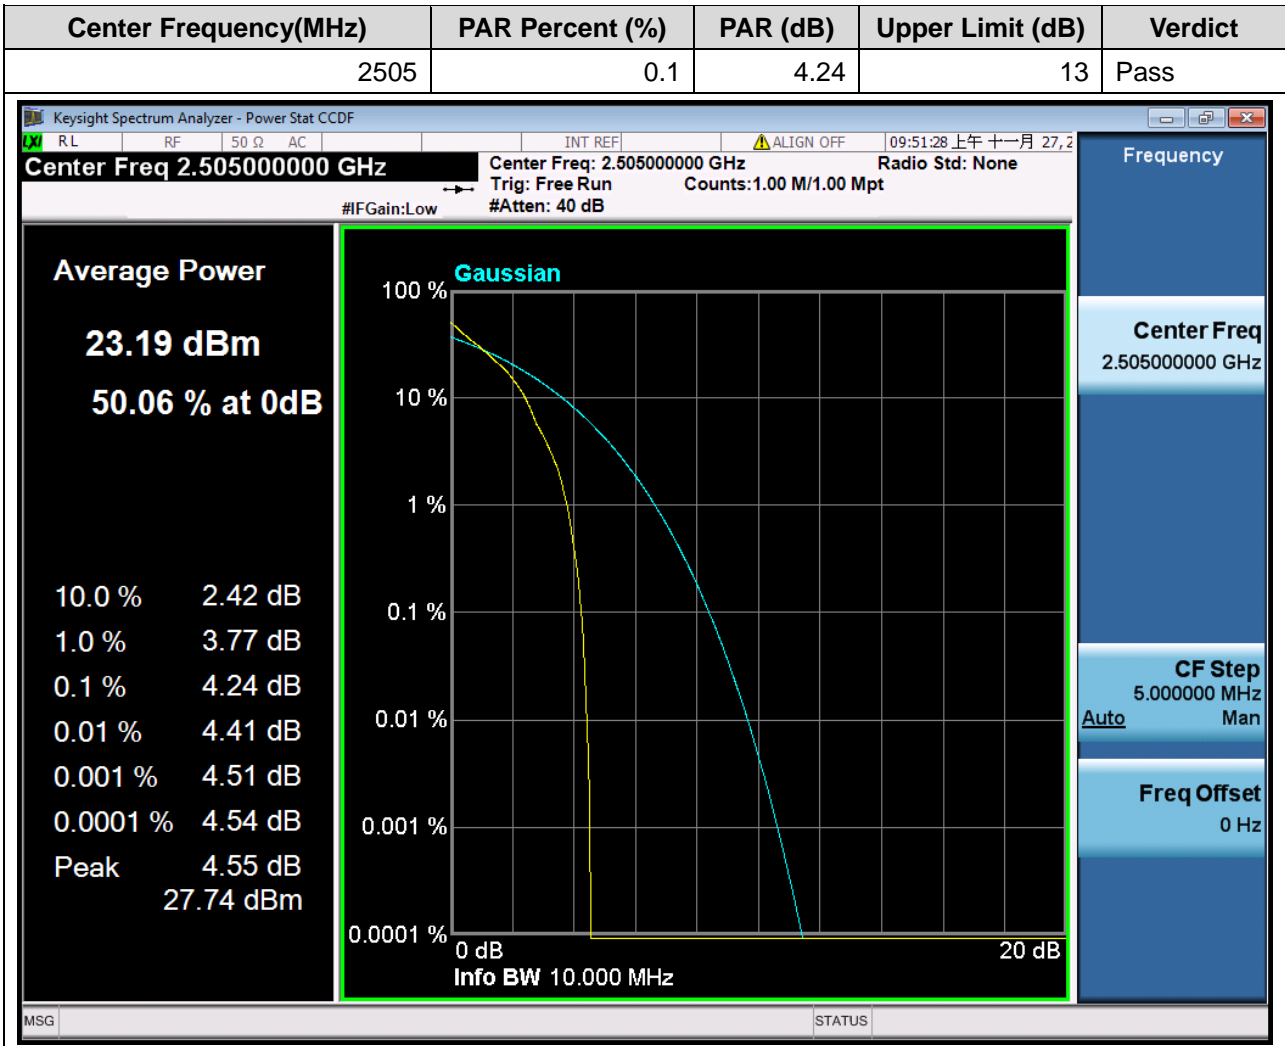 Center Frequency(MHz) PAR Percent (%) PAR (dB) Upper Limit (dB) Verdict
2505 0.1 4.24 13 Pass
Keysight Spectrum Analyzer - Power Stat CCDF
LXI RL RF 50 Ω AC INT REF ALIGN OFF 09:51:28 上午 十一月 27, 2
Center Freq 2.505000000 GHz
Center Freq: 2.505000000 GHz Radio Std: None
Trig: Free Run Counts:1.00 M/1.00 Mpt
#IFGain:Low #Atten: 40 dB
Frequency
Average Power
23.19 dBm
50.06 % at 0dB
10.0 % 2.42 dB
1.0 % 3.77 dB
0.1 % 4.24 dB
0.01 % 4.41 dB
0.001 % 4.51 dB
0.0001 % 4.54 dB
Peak 4.55 dB
27.74 dBm
Gaussian
100 %
10 %
1 %
0.1 %
0.01 %
0.001 %
0.0001 %
0 dB 20 dB
Info BW 10.000 MHz
Center Freq
2.505000000 GHz
CF Step
5.000000 MHz
Auto Man
Freq Offset
0 Hz
MSG STATUS